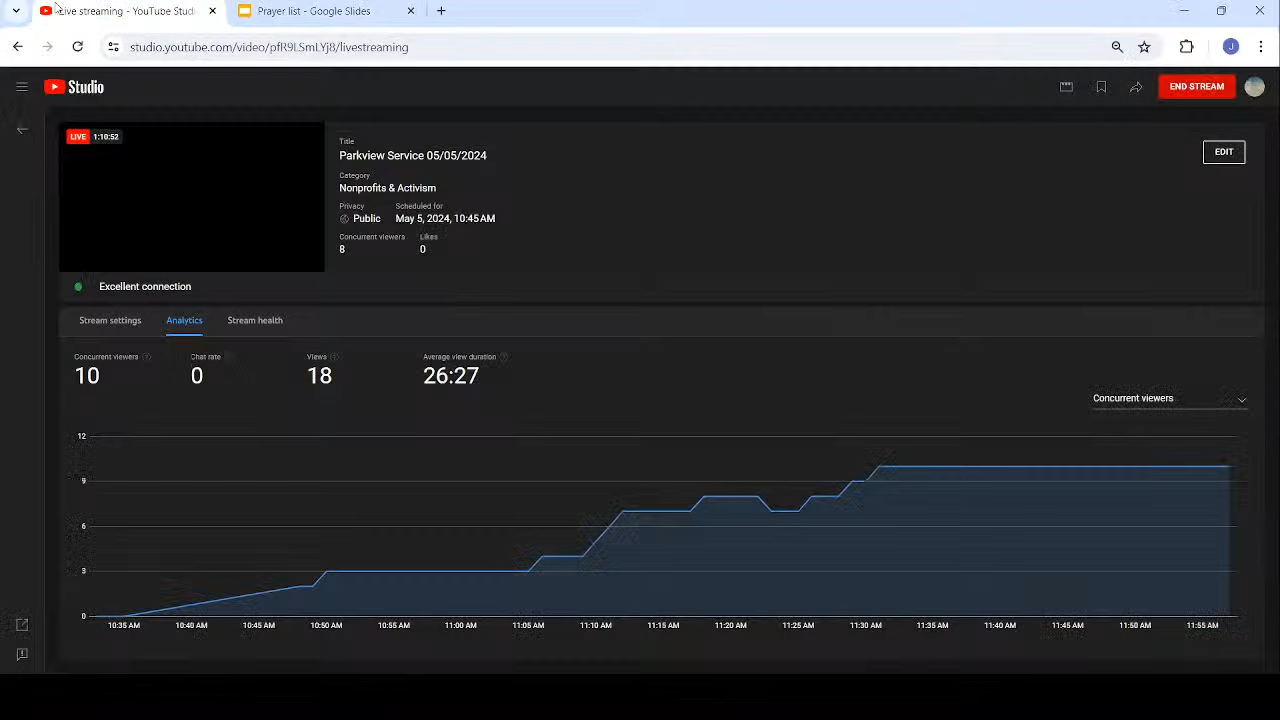 Live streaming - YouTube Studi
Prayer list - Google Slides
studio.youtube.com/video/pfR9LSmLYj8/livestreaming
J
Studio
END STREAM
LIVE 1:10:52
Title
Parkview Service 05/05/2024
EDIT
Category
Nonprofits & Activism
Privacy Scheduled for
Public May 5, 2024, 10:45 AM
Concurrent viewers Likes
8 0
Excellent connection
Stream settings Analytics Stream health
Concurrent viewers Chat rate Views Average view duration
10 0 18 26:27
Concurrent viewers
12
9
6
3
0
10:35 AM 10:40 AM 10:45 AM 10:50 AM 10:55 AM 11:00 AM 11:05 AM 11:10 AM 11:15 AM 11:20 AM 11:25 AM 11:30 AM 11:35 AM 11:40 AM 11:45 AM 11:50 AM 11:55 AM